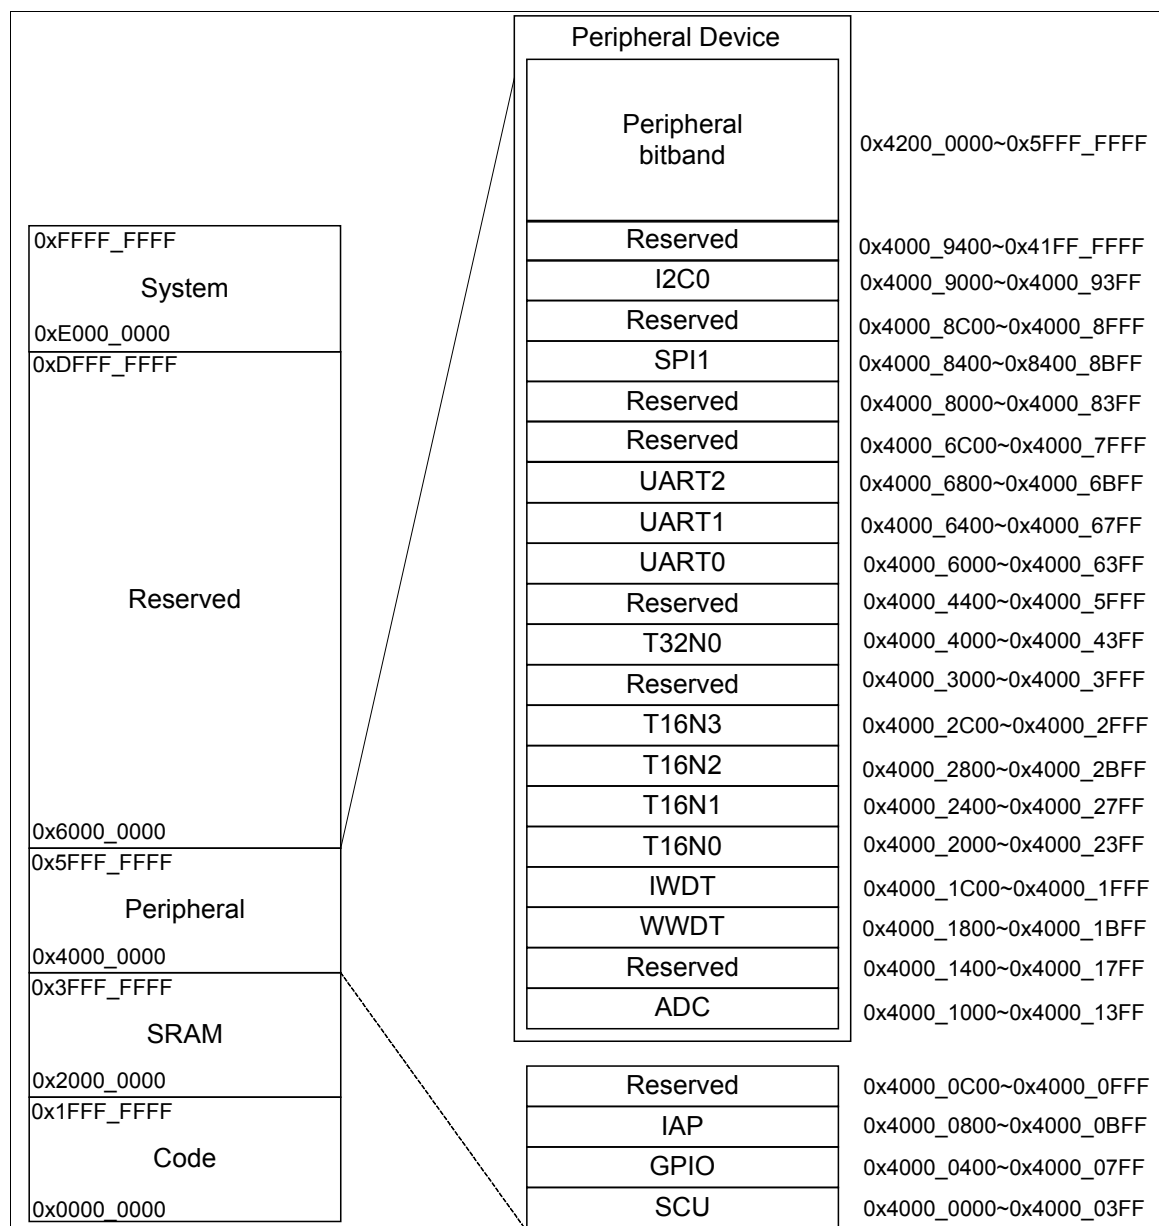 Peripheral Device
Peripheral
bitband
0x4200_0000~0x5FFF_FFFF
Reserved
0x4000_9400~0x41FF_FFFF
I2C0
0x4000_9000~0x4000_93FF
Reserved
0x4000_8C00~0x4000_8FFF
SPI1
0x4000_8400~0x8400_8BFF
Reserved
0x4000_8000~0x4000_83FF
Reserved
0x4000_6C00~0x4000_7FFF
UART2
0x4000_6800~0x4000_6BFF
UART1
0x4000_6400~0x4000_67FF
UART0
0x4000_6000~0x4000_63FF
Reserved
0x4000_4400~0x4000_5FFF
T32N0
0x4000_4000~0x4000_43FF
Reserved
0x4000_3000~0x4000_3FFF
T16N3
0x4000_2C00~0x4000_2FFF
T16N2
0x4000_2800~0x4000_2BFF
T16N1
0x4000_2400~0x4000_27FF
T16N0
0x4000_2000~0x4000_23FF
IWDT
0x4000_1C00~0x4000_1FFF
WWDT
0x4000_1800~0x4000_1BFF
Reserved
0x4000_1400~0x4000_17FF
ADC
0x4000_1000~0x4000_13FF
Reserved
0x4000_0C00~0x4000_0FFF
IAP
0x4000_0800~0x4000_0BFF
GPIO
0x4000_0400~0x4000_07FF
SCU
0x4000_0000~0x4000_03FF
0xFFFF_FFFF
System
0xE000_0000
0xDFFF_FFFF
Reserved
0x6000_0000
0x5FFF_FFFF
Peripheral
0x4000_0000
0x3FFF_FFFF
SRAM
0x2000_0000
0x1FFF_FFFF
Code
0x0000_0000